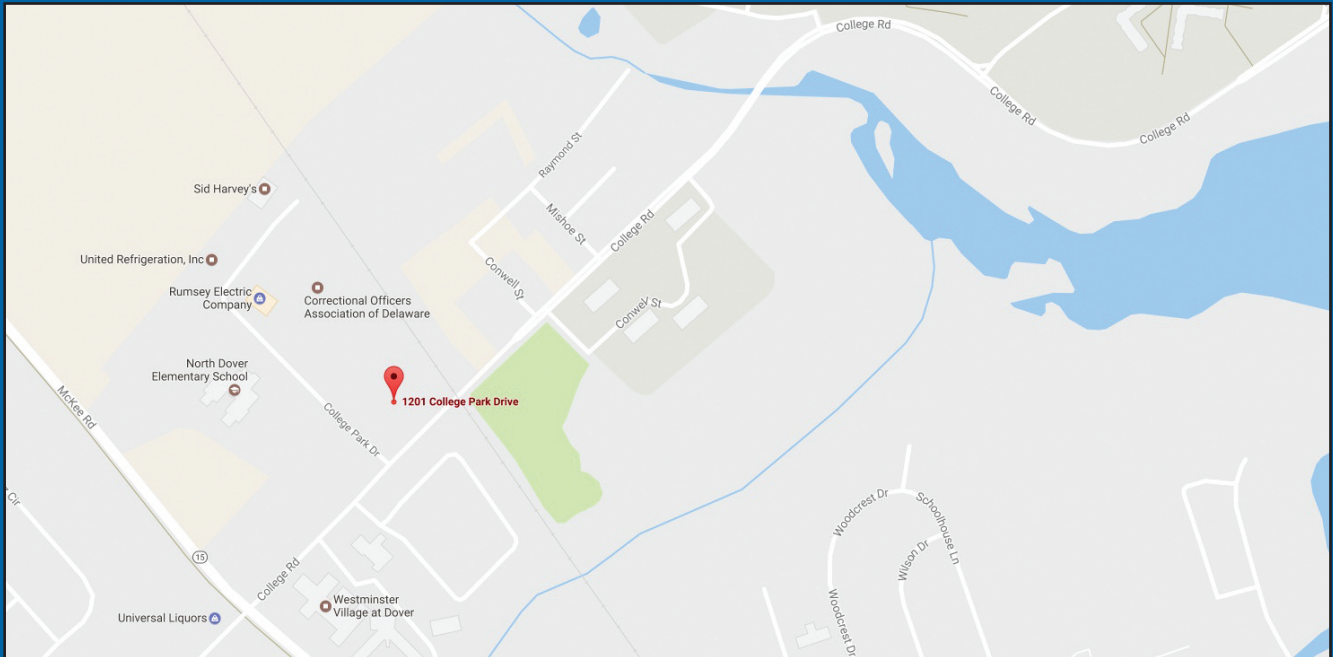 College Rd
College Rd
College Rd
Raymond St
Sid Harvey's
Mishoe St
College Rd
United Refrigeration, Inc
Conwell St
Rumsey Electric
Company
Correctional Officers
Association of Delaware
Conwell St
North Dover
Elementary School
McKee Rd
1201 College Park Drive
College Park Dr
Woodcrest Dr
Schoolhouse Ln
t Cir
Wilson Dr
15
College Rd
Westminster
Village at Dover
Universal Liquors
Woodcrest Dr